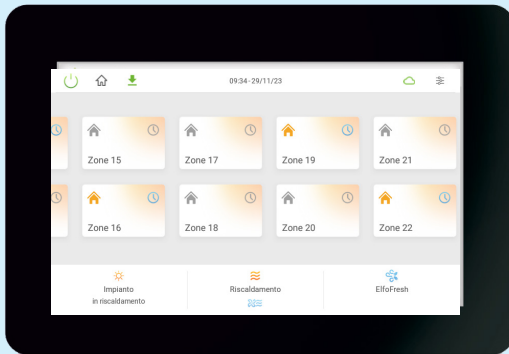 09:34-29/11/23
Zone 15
Zone 17
Zone 19
Zone 21
Zone 16
Zone 18
Zone 20
Zone 22
Impianto
in riscaldamento
Riscaldamento
ElfoFresh